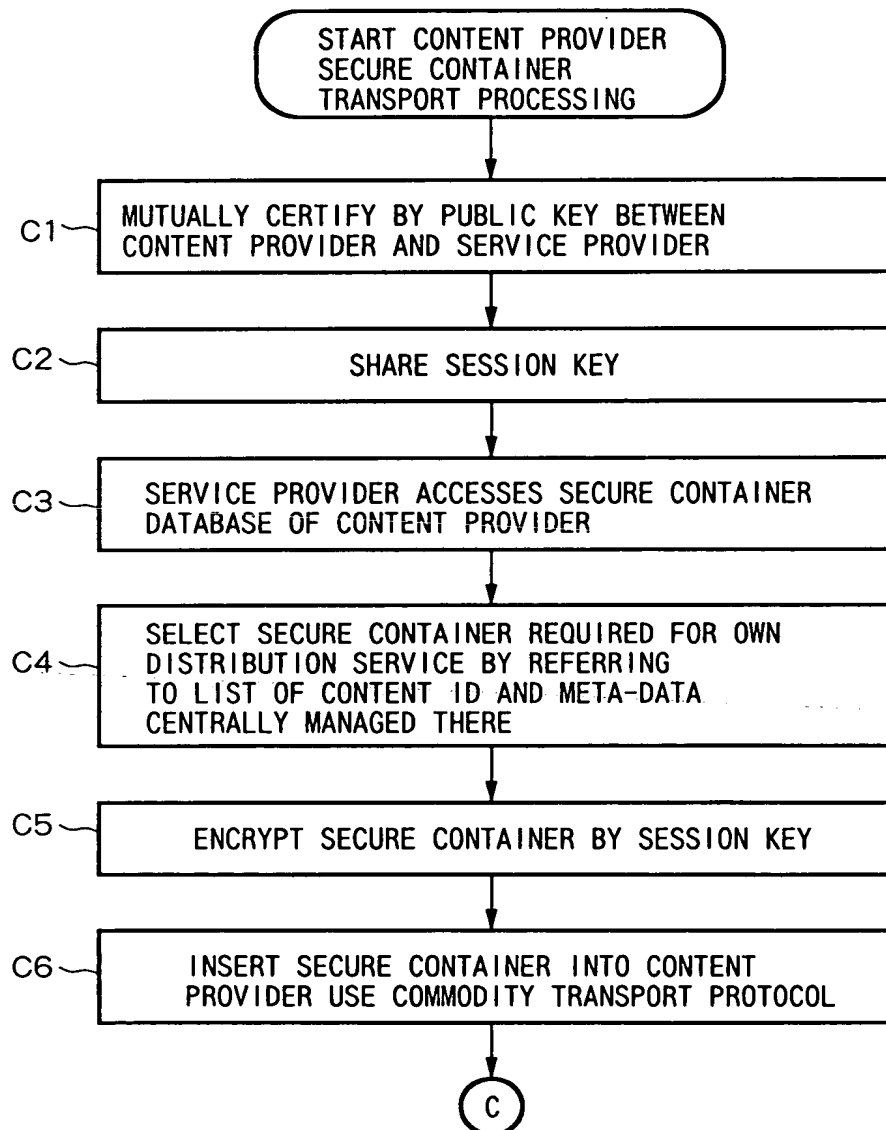 START CONTENT PROVIDER
SECURE CONTAINER
TRANSPORT PROCESSING
C1
MUTUALLY CERTIFY BY PUBLIC KEY BETWEEN
CONTENT PROVIDER AND SERVICE PROVIDER
C2
SHARE SESSION KEY
C3
SERVICE PROVIDER ACCESSES SECURE CONTAINER
DATABASE OF CONTENT PROVIDER
C4
SELECT SECURE CONTAINER REQUIRED FOR OWN
DISTRIBUTION SERVICE BY REFERRING
TO LIST OF CONTENT ID AND META-DATA
CENTRALLY MANAGED THERE
C5
ENCRYPT SECURE CONTAINER BY SESSION KEY
C6
INSERT SECURE CONTAINER INTO CONTENT
PROVIDER USE COMMODITY TRANSPORT PROTOCOL
C